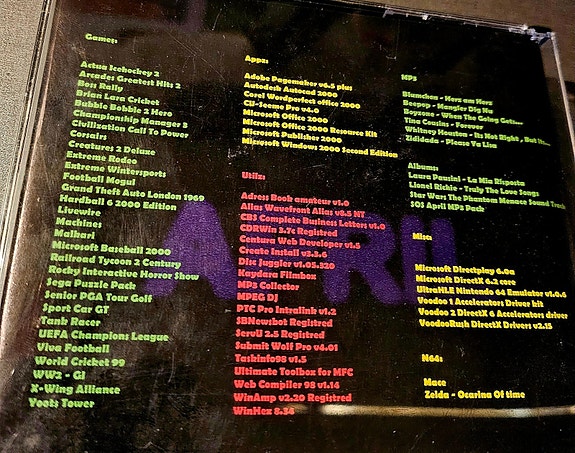 Games:
Actua Icehockey 2
Arcades Greatest Hits 2
Boss Rally
Brian Lara Cricket
Bubble Bobble 2 Hero
Championship Manager 3
Civilization Call To Power
Corsairs
Creatures 2 Deluxe
Extreme Rodeo
Extreme Wintersports
Football Mogul
Grand Theft Auto London 1969
Hardball 6 2000 Edition
Livewire
Machines
Malkari
Microsoft Baseball 2000
Railroad Tycoon 2 Century
Rocky Interactive Horror Show
Sega Puzzle Pack
Senior PGA Tour Golf
Sport Car GT
Tank Racer
UEFA Champions League
Viva Football
World Cricket 99
WW2 - GI
X-Wing Alliance
Yoots Tower
Apps:
Adobe Pagemaker v6.5 plus
Autodesk Autocad 2000
Corel Wordperfect office 2000
CU-Seeme Pro v4.0
Microsoft Office 2000
Microsoft Office 2000 Resource Kit
Microsoft Publisher 2000
Microsoft Windows 2000 Second Edition
Utilz:
Adress Book amateur v1.0
Alias Wavefront Alias v8.5 NT
CBS Complete Business Letters v1.0
CDRWin 3.7c Registred
Centura Web Developer v1.5
Create Install v3.3.6
Disc Juggler v1.05.320
Kaydara Filmbox
MP3 Collector
MPEG DJ
PTC Pro Intralink v1.2
SBNewsbot Registred
ServU 2.5 Registred
Submit Wolf Pro v4.01
Taskinfo98 v1.5
Ultimate Toolbox for MFC
Web Compiler 98 v1.14
WinAmp v2.20 Registred
WinHex 8.34
MP3
Blumchen - Herz am Herz
Beepop - Mongler Dig Nu
Boyzone - When The Going Gets...
Tina Cousins - Forever
Whitney Houston - Its Not Right, But Its...
Zididada - Please Va Lisa
Albums
Laura Pausini - La Mia Risposta
Lionel Richie - Truly The Love Songs
Star Wars The Phantom Menace Sound Track
SOS April MP3 Pack
Misc:
Microsoft Directplay 6.0a
Microsoft DirectX 6.2 core
UltraHLE Nintendo 64 Emulator v1.0.6
Voodoo 1 Accelerators Driver kit
Voodoo 2 DirectX 6 Accelerators driver
VoodooRush DirectX Drivers v2.15
N64:
Mace
Zelda - Ocarina Of time
APRIL